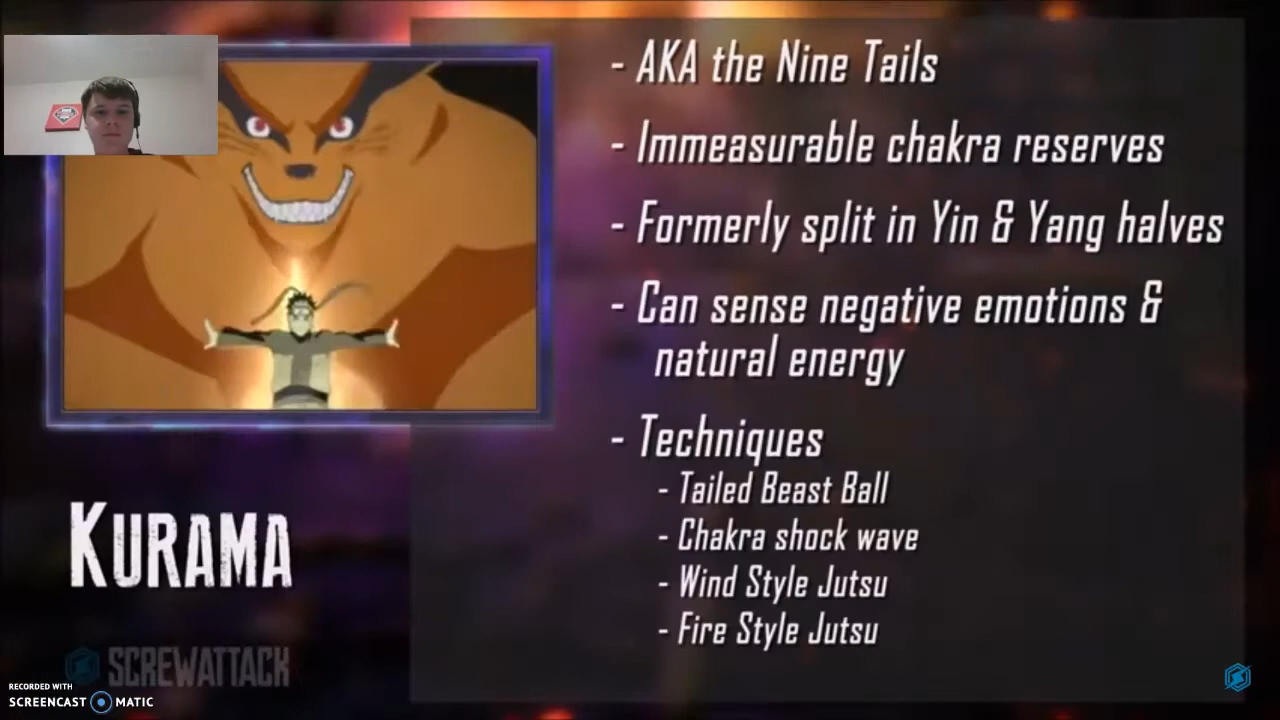 - AKA the Nine Tails
- Immeasurable chakra reserves
- Formerly split in Yin & Yang halves
- Can sense negative emotions &
natural energy
- Techniques
- Tailed Beast Ball
- Chakra shock wave
- Wind Style Jutsu
- Fire Style Jutsu
KURAMA
SCREWATTACK
RECORDED WITH
SCREENCAST MATIC